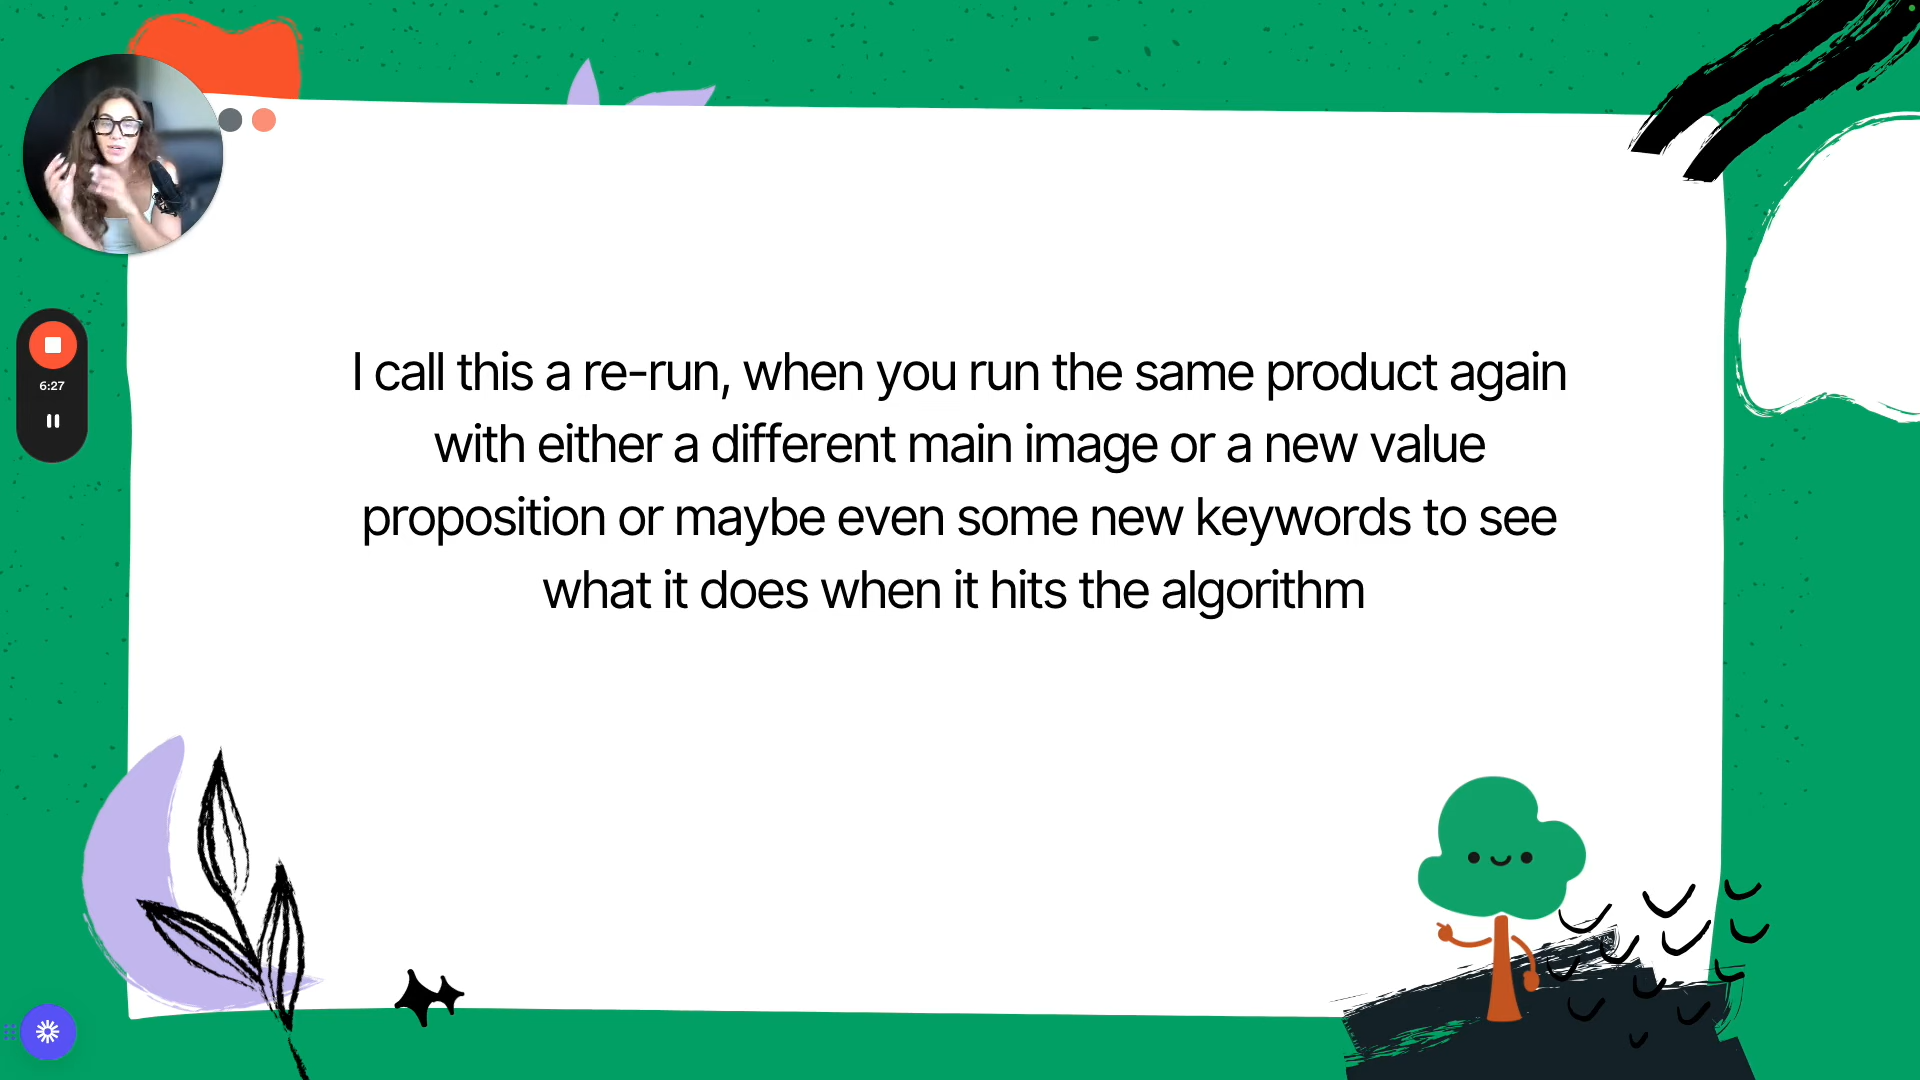 6:27
I call this a re-run, when you run the same product again
with either a different main image or a new value
proposition or maybe even some new keywords to see
what it does when it hits the algorithm